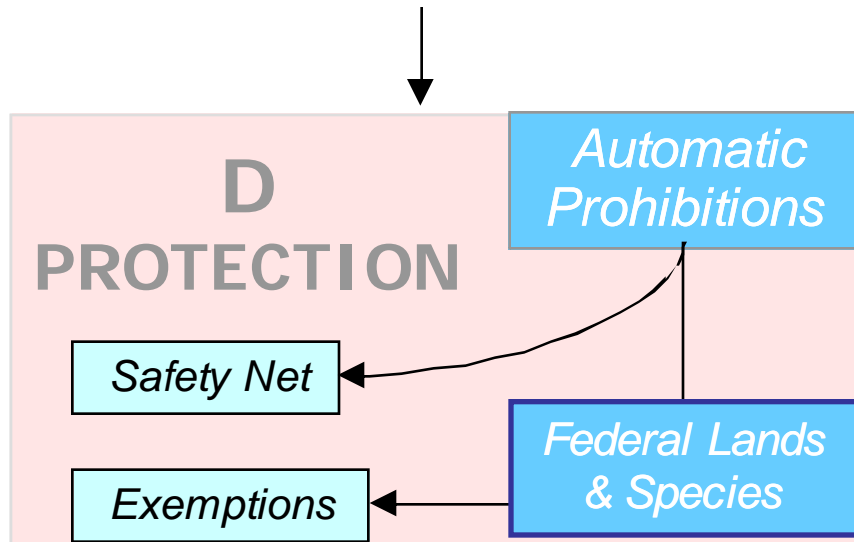 D
PROTECTION
Automatic
Prohibitions
Safety Net
Federal Lands
& Species
Exemptions